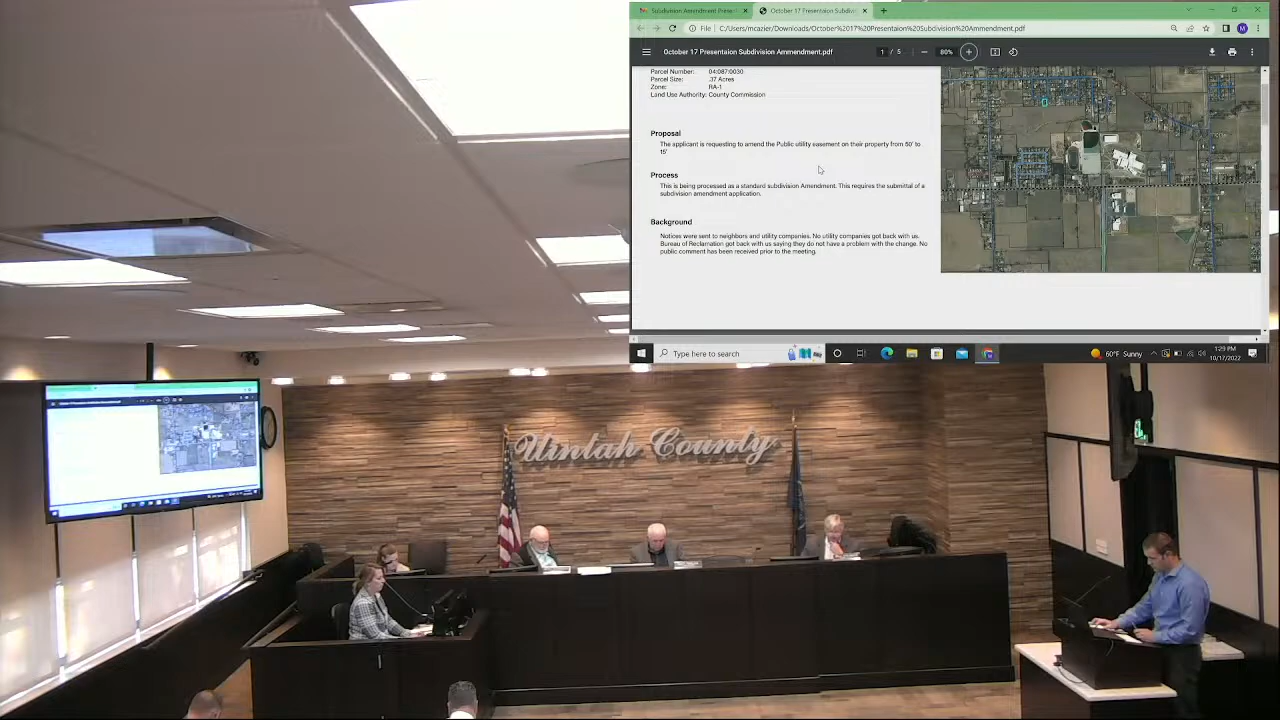 Subdivision Amendment Prese
October 17 Presentation Subdivi
File
C:/Users/mcazier/Downloads/October%2017%20Presentaion%20Subdivision%20Ammendment.pdf
October 17 Presentaion Subdivision Ammendment.pdf
1 / 5
80%
Parcel Number: 04:087:0030
Parcel Size: .37 Acres
Zone: RA-1
Land Use Authority: County Commission
Proposal
The applicant is requesting to amend the Public utility easement on their property from 50' to
15'
Process
This is being processed as a standard subdivision Amendment. This requires the submittal of a
subdivision amendment application.
Background
Notices were sent to neighbors and utility companies. No utility companies got back with us.
Bureau of Reclamation got back with us saying they do not have a problem with the change. No
public comment has been received prior to the meeting.
Type here to search
60°F Sunny
1:29 PM
10/17/2022
Uintah County